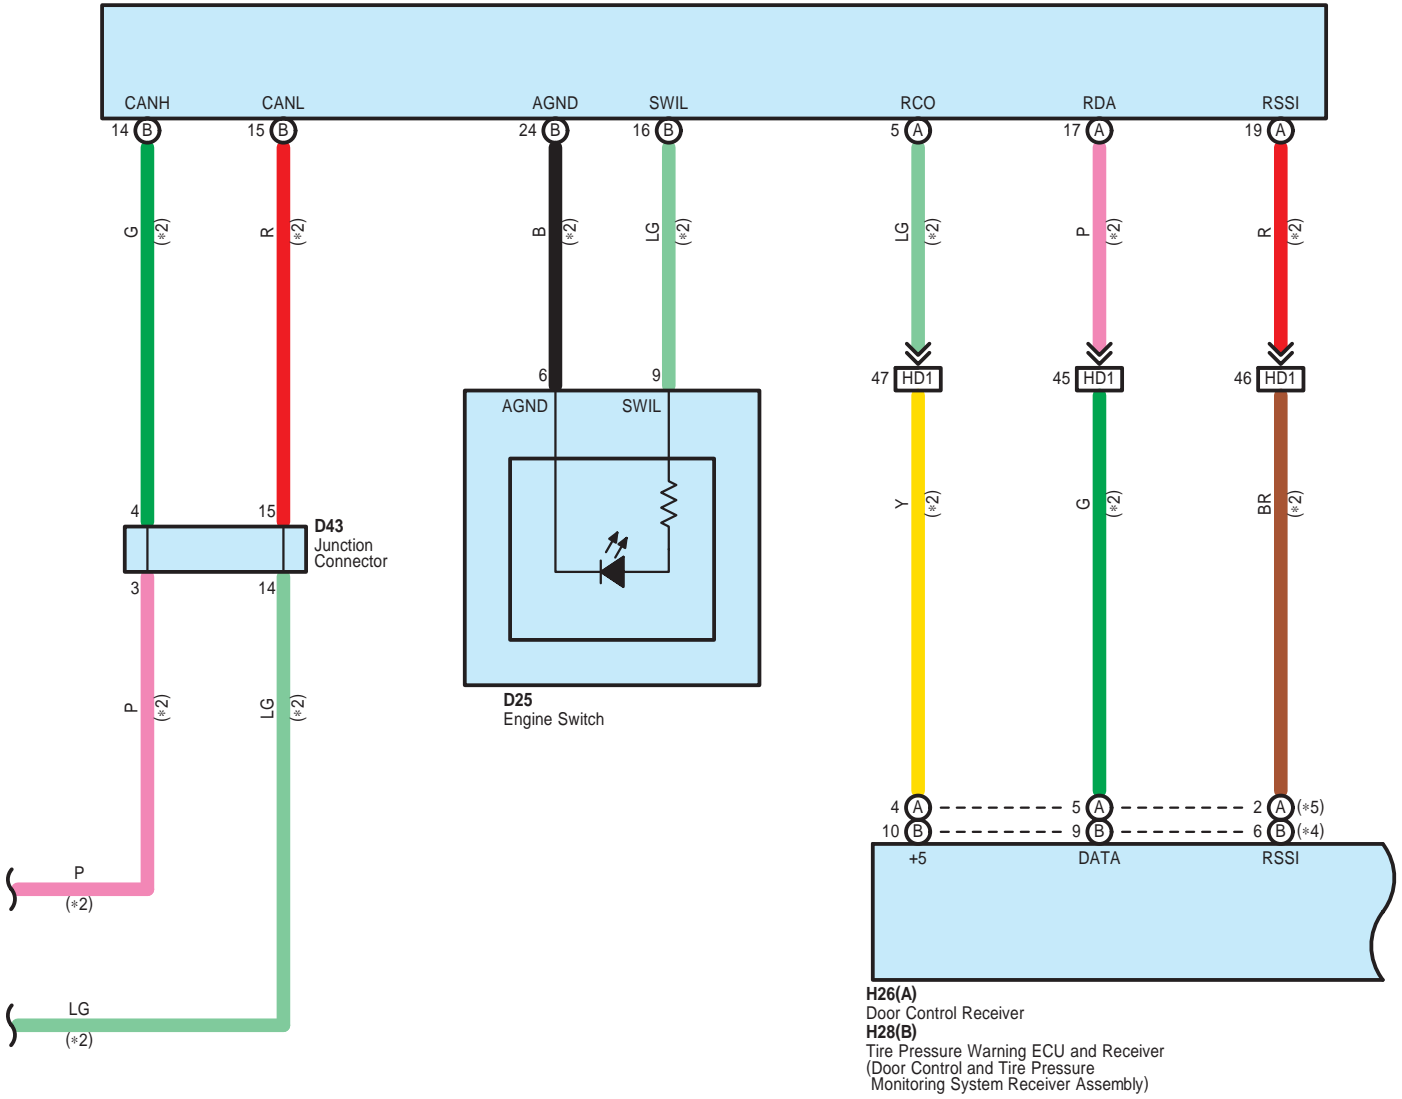 CANH CANL AGND SWIL RCO RDA RSSI
14 B 15 B 24 B 16 B 5 A 17 A 19 A
G (*2) R (*2) B (*2) LG (*2) LG (*2) P (*2) R (*2)
6 9 47 HD1 45 HD1 46 HD1
AGND SWIL
Y (*2) G (*2) BR (*2)
4 15
D43
Junction
Connector
3 14
P (*2) LG (*2)
D25
Engine Switch
4 A 5 A 2 A (*5)
10 B 9 B 6 B (*4)
+5 DATA RSSI
P
(*2)
LG
(*2)
H26(A)
Door Control Receiver
H28(B)
Tire Pressure Warning ECU and Receiver
(Door Control and Tire Pressure
Monitoring System Receiver Assembly)